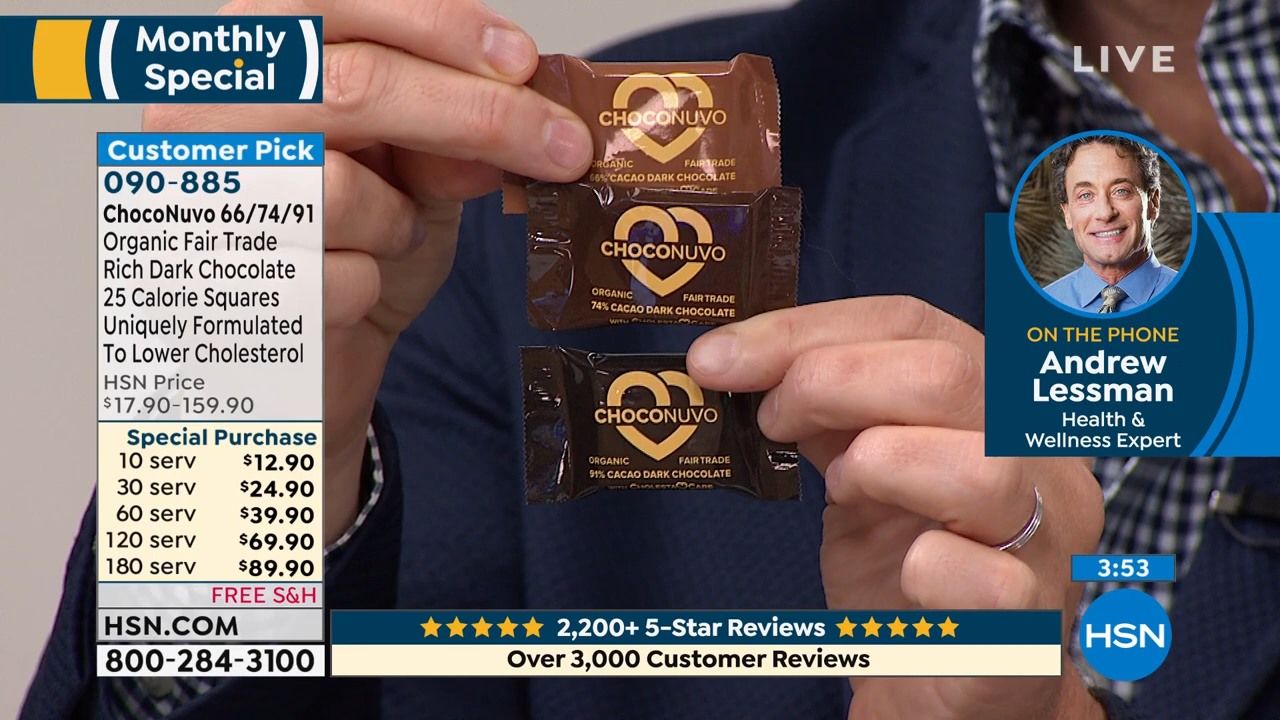 Monthly
Special
Customer Pick
090-885
ChocoNuvo 66/74/91
Organic Fair Trade
Rich Dark Chocolate
25 Calorie Squares
Uniquely Formulated
To Lower Cholesterol
HSN Price
$17.90-159.90
Special Purchase
10 serv $12.90
30 serv $24.90
60 serv $39.90
120 serv $69.90
180 serv $89.90
FREE S&H
HSN.COM
800-284-3100
CHOCONUVO
ORGANIC FAIR TRADE
66% CACAO DARK CHOCOLATE
CHOCONUVO
ORGANIC FAIR TRADE
74% CACAO DARK CHOCOLATE
WITH CHOLESTACARE
CHOCONUVO
ORGANIC FAIR TRADE
91% CACAO DARK CHOCOLATE
WITH CHOLESTACARE
LIVE
ON THE PHONE
Andrew
Lessman
Health &
Wellness Expert
3:53
HSN
2,200+ 5-Star Reviews
Over 3,000 Customer Reviews